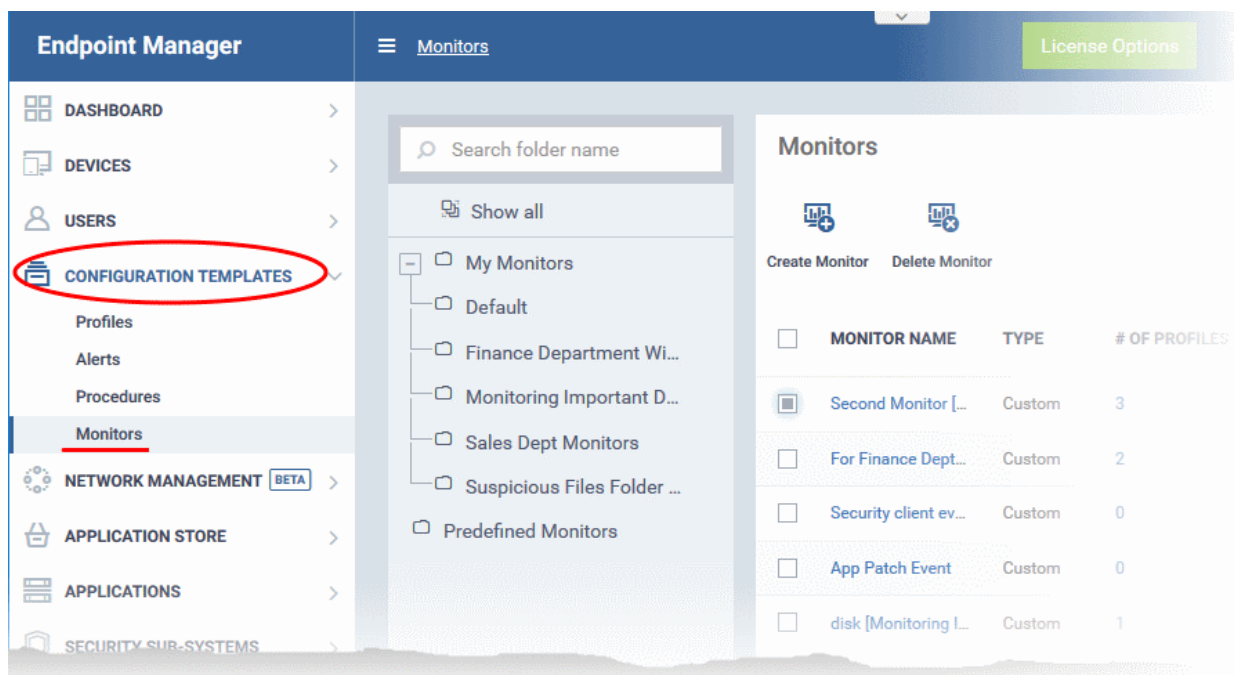 Endpoint Manager
Monitors
License Options
DASHBOARD
DEVICES
USERS
CONFIGURATION TEMPLATES
Profiles
Alerts
Procedures
Monitors
NETWORK MANAGEMENT BETA
APPLICATION STORE
APPLICATIONS
SECURITY SUB-SYSTEMS
Search folder name
Show all
My Monitors
Default
Finance Department Wi...
Monitoring Important D...
Sales Dept Monitors
Suspicious Files Folder ...
Predefined Monitors
Monitors
Create Monitor Delete Monitor
MONITOR NAME TYPE # OF PROFILES
Second Monitor [... Custom 3
For Finance Dept... Custom 2
Security client ev... Custom 0
App Patch Event Custom 0
disk [Monitoring I... Custom 1